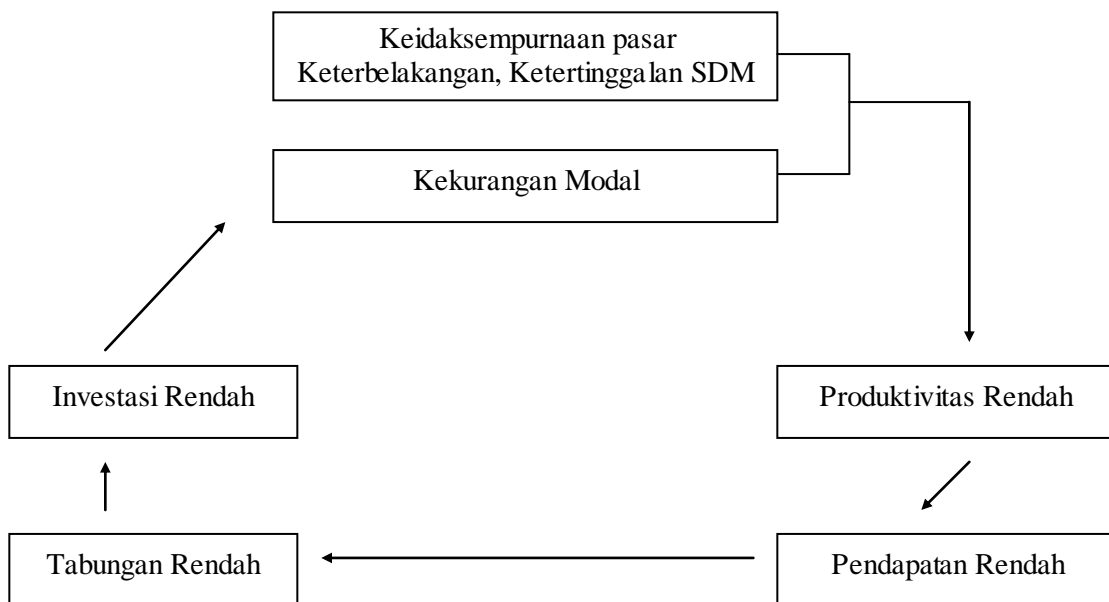 Keidaksempurnaan pasar
Keterbelakangan, Ketertinggalan SDM
Kekurangan Modal
Investasi Rendah
Produktivitas Rendah
Tabungan Rendah
Pendapatan Rendah